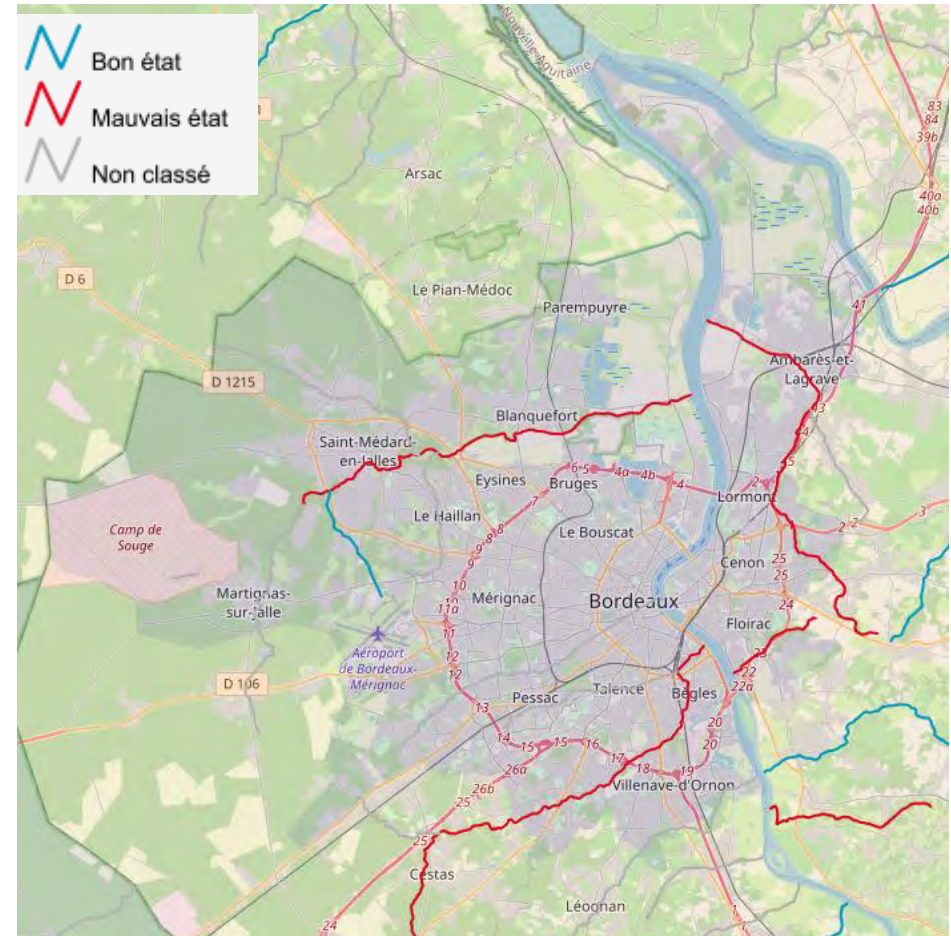 Bon état
Mauvais état
Non classé
Nouvelle-Aquitaine
1
83
84
39b
40a
40b
Arsac
D 6
Le Pian-Médoc
Parempuyre
41
Ambarès-et-
Lagrave
D 1215
43
44
Blanquefort
Saint-Médard-
en-Jalles
Eysines
Bruges
6
5
4a
4b
4
2
5
Lormont
Le Haillan
7
8
8
9
9
Le Bouscat
2
2
3
Camp de
Souge
Cenon
25
25
24
Martignas-
sur-Jalle
10
10
11a
11
12
12
Mérignac
Bordeaux
Floirac
Aéroport
de Bordeaux-
Mérignac
23
22
22a
D 106
Pessac
Talence
Bègles
13
14
15
15
16
17
18
19
20
20
26a
26b
25
25
Villenave-d'Ornon
Cestas
24
1